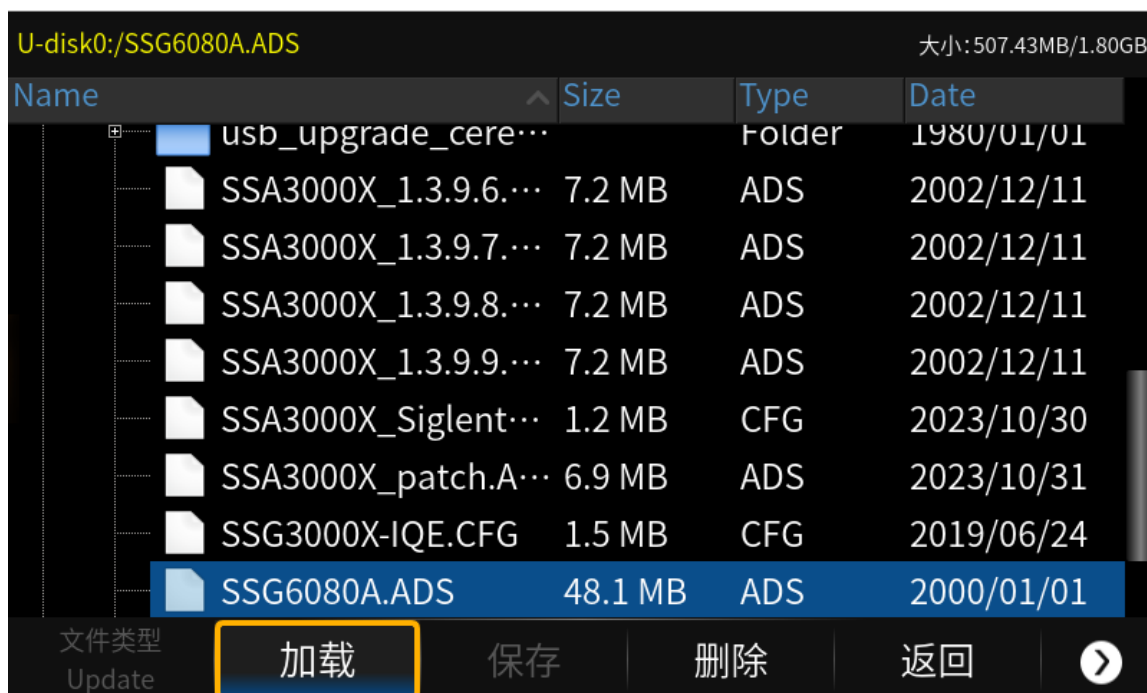 U-disk0:/SSG6080A.ADS 大小:507.43MB/1.80GB
Name Size Type Date
usb_upgrade_cere… Folder 1980/01/01
SSA3000X_1.3.9.6.… 7.2 MB ADS 2002/12/11
SSA3000X_1.3.9.7.… 7.2 MB ADS 2002/12/11
SSA3000X_1.3.9.8.… 7.2 MB ADS 2002/12/11
SSA3000X_1.3.9.9.… 7.2 MB ADS 2002/12/11
SSA3000X_Siglent… 1.2 MB CFG 2023/10/30
SSA3000X_patch.A… 6.9 MB ADS 2023/10/31
SSG3000X-IQE.CFG 1.5 MB CFG 2019/06/24
SSG6080A.ADS 48.1 MB ADS 2000/01/01
文件类型 加载 保存 删除 返回
Update